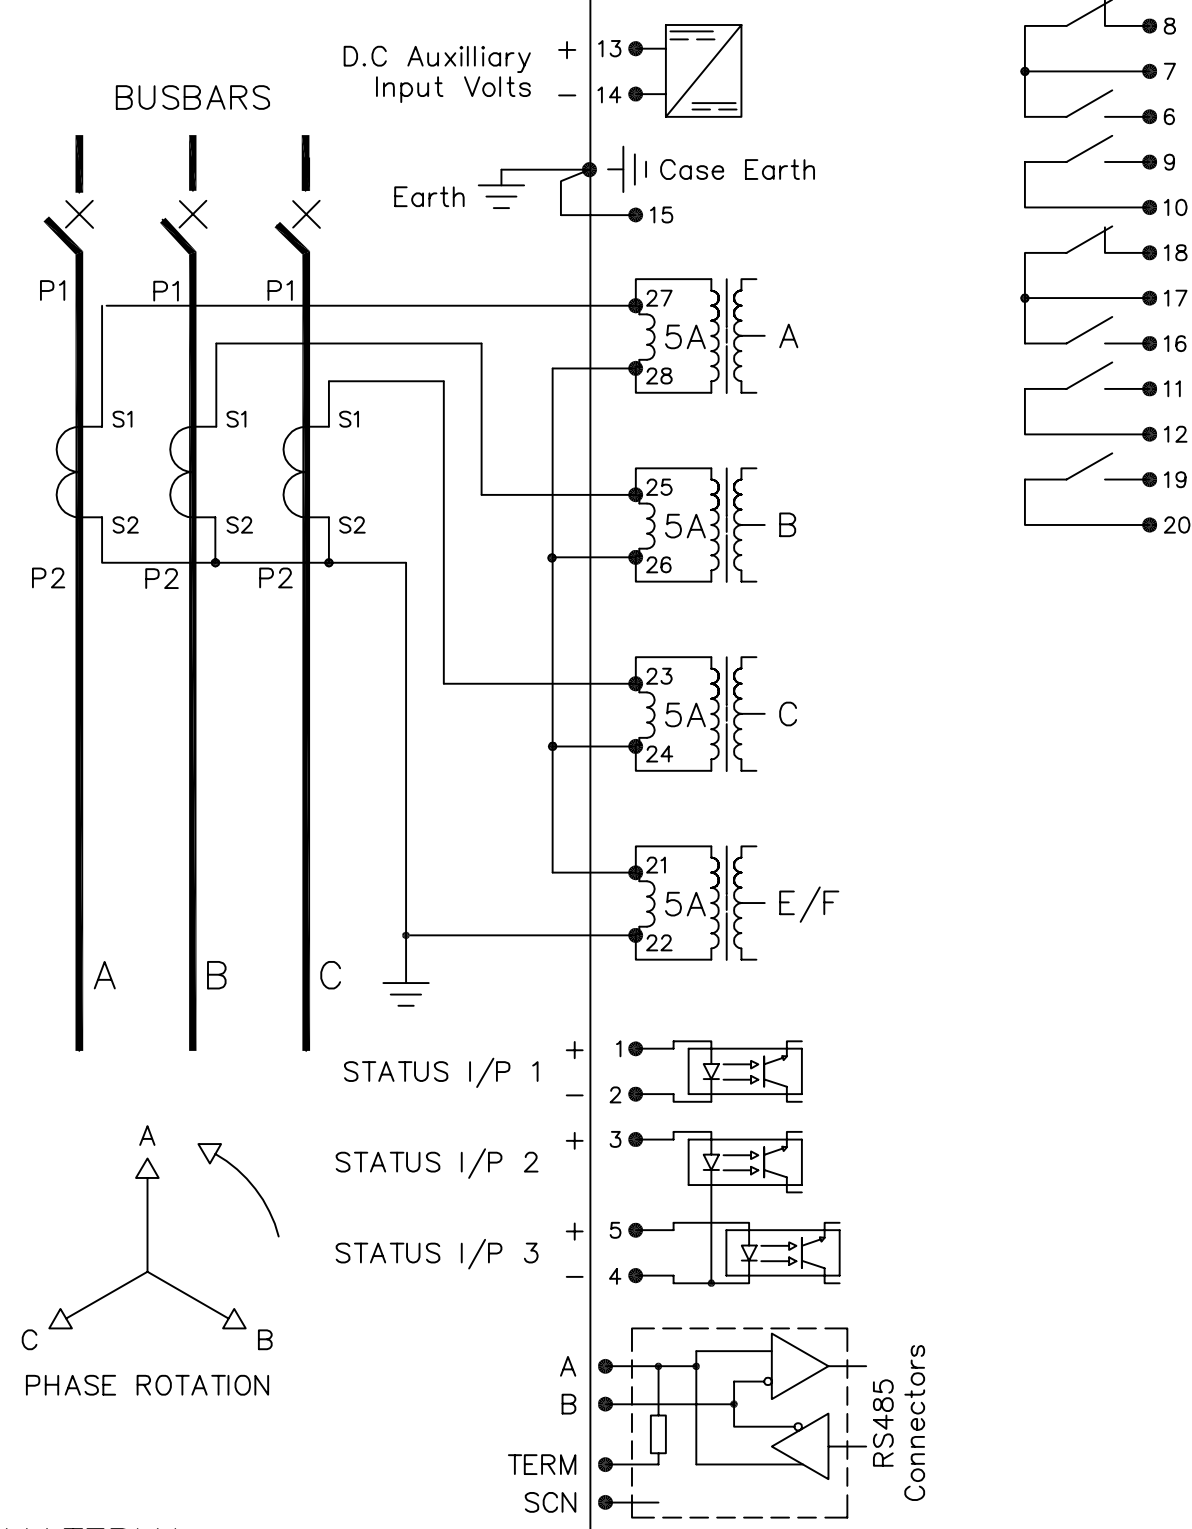 8
+ 13
D.C Auxilliary
Input Volts
7
- 14
BUSBARS
6
9
Case Earth
Earth
15
10
18
P1 P1 P1
27
17
5A A
16
28
11
S1 S1 S1
12
19
25
5A B
S2 S2 S2
20
26
P2 P2 P2
23
5A C
24
21
5A E/F
22
A B C
+ 1
STATUS I/P 1
- 2
A
+ 3
STATUS I/P 2
+ 5
STATUS I/P 3
- 4
C B
PHASE ROTATION
A
B
RS485
Connectors
TERM
SCN